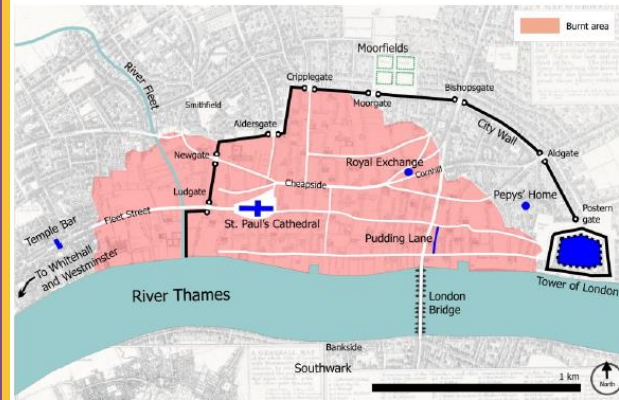 Burnt area
Moorfields
River Fleet
Cripplegate
Bishopsgate
Smithfield
Moorgate
City Wall
Aldersgate
Newgate
Royal Exchange
Cornhill
Aldgate
Ludgate
Cheapside
Pepys' Home
Postern
gate
Fleet Street
Temple Bar
St. Paul's Cathedral
Pudding Lane
To Whitehall
and Westminster
Tower of London
River Thames
London
Bridge
Bankside
Southwark
1 km
North